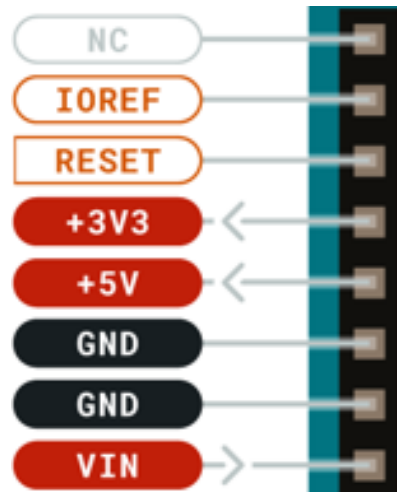 NC
IOREF
RESET
+3V3
+5V
GND
GND
VIN